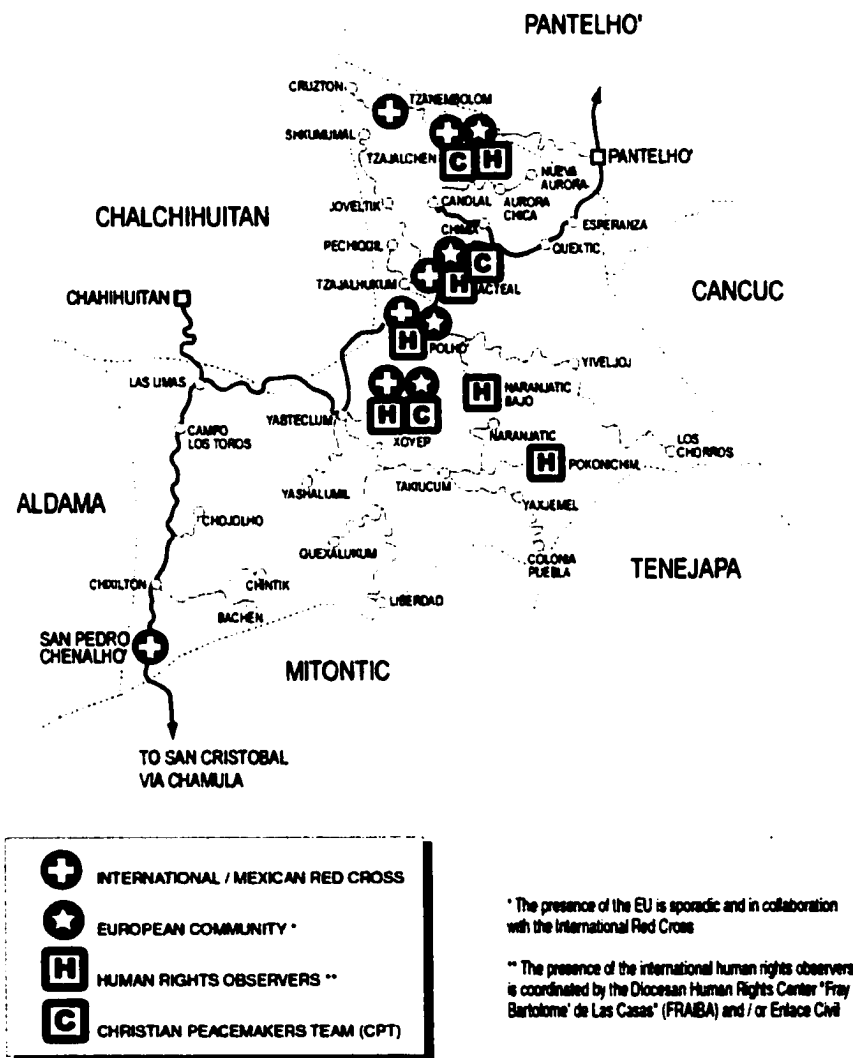 PANTELHO'
CRUZTON
TZANEMBOLOM
SHKUMUMAL
TZAJALCHEN
C H
PANTELHO'
NUEVA
AURORA
JOVELTIK
CANOLAL
AURORA
CHICA
CHALCHIHUITAN
CHIMIX
ESPERANZA
PECHIQUIL
QUEXTIC
C
TZAJALHUKUM
H
ACTEAL
CANCUC
CHAHIHUITAN
H
POLHO'
YIVELJOJ
LAS LIMAS
H
NARANJATIC
BAJO
YABTECLUM
H C
CAMPO
LOS TOROS
XOYEP
NARANJATIC
LOS
CHORROS
H
POKONICHIM
YASHALUMIL
TAKIUCUM
YAXJEMEL
ALDAMA
CHOJOLHO
QUEXALUKUM
COLONIA
PUEBLA
TENEJAPA
CHIXILTON
CHINTIK
BACHEN
LIBERDAD
SAN PEDRO
CHENALHO'
MITONTIC
TO SAN CRISTOBAL
VIA CHAMULA
INTERNATIONAL / MEXICAN RED CROSS
EUROPEAN COMMUNITY *
H HUMAN RIGHTS OBSERVERS **
C CHRISTIAN PEACEMAKERS TEAM (CPT)
* The presence of the EU is sporadic and in collaboration
with the International Red Cross
** The presence of the international human rights observers
is coordinated by the Diocesan Human Rights Center "Fray
Bartolome' de Las Casas" (FRAIBA) and / or Enlace Civil